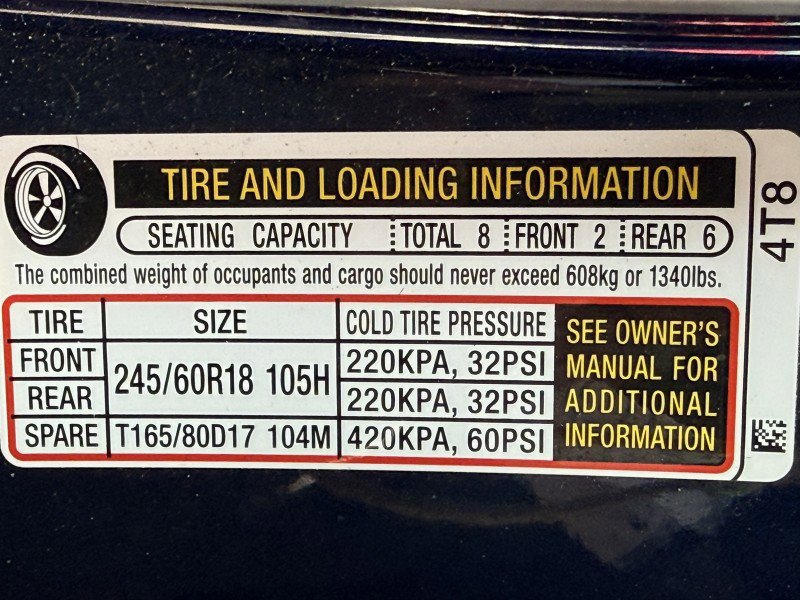 TIRE AND LOADING INFORMATION
SEATING CAPACITY TOTAL 8 FRONT 2 REAR 6
The combined weight of occupants and cargo should never exceed 608kg or 1340lbs.
TIRE SIZE COLD TIRE PRESSURE
FRONT 245/60R18 105H 220KPA, 32PSI
REAR 220KPA, 32PSI
SPARE T165/80D17 104M 420KPA, 60PSI
SEE OWNER'S
MANUAL FOR
ADDITIONAL
INFORMATION
4T8